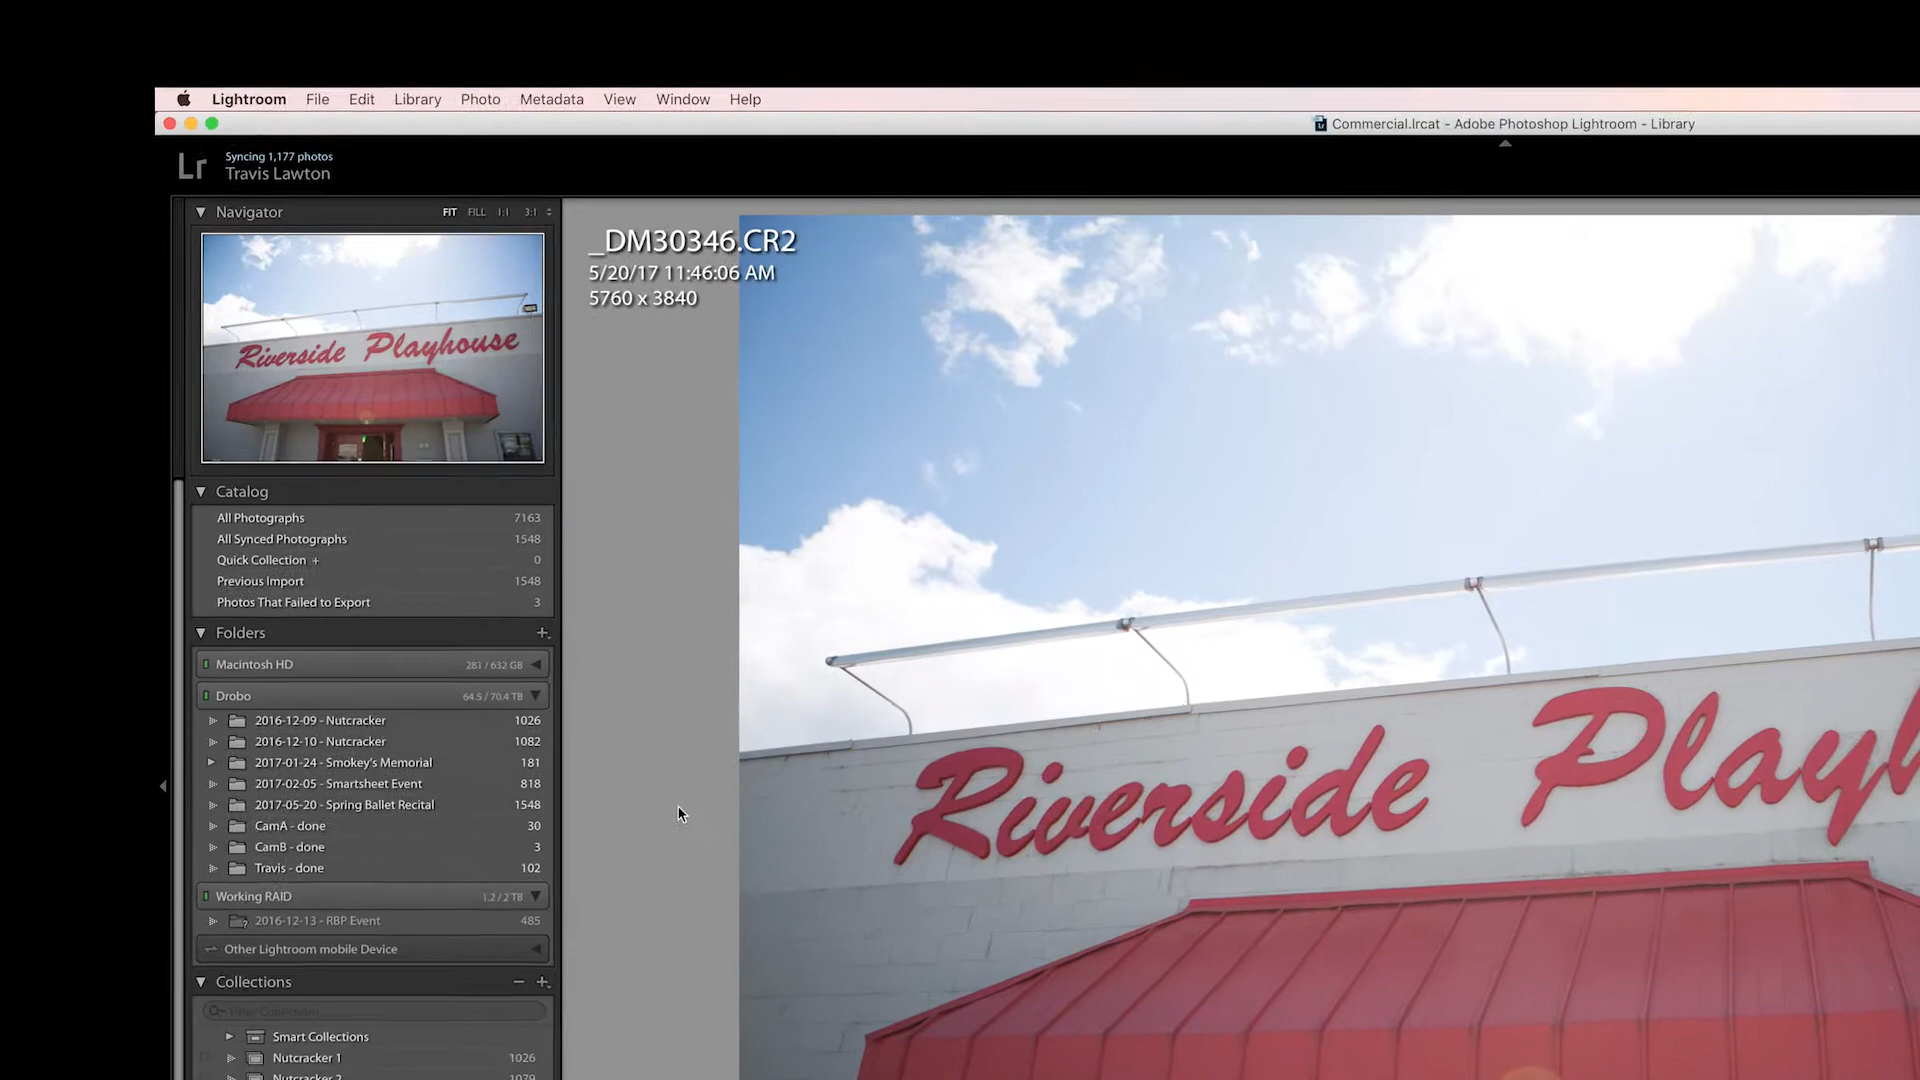 Lightroom File Edit Library Photo Metadata View Window Help
Commercial.lrcat - Adobe Photoshop Lightroom - Library
Lr
Syncing 1,177 photos
Travis Lawton
Navigator FIT FILL 1:1 3:1
Riverside Playhouse
_DM30346.CR2
5/20/17 11:46:06 AM
5760 x 3840
Catalog
All Photographs 7163
All Synced Photographs 1548
Quick Collection + 0
Previous Import 1548
Photos That Failed to Export 3
Folders +
Macintosh HD 281 / 632 GB
Drobo 64.5 / 70.4 TB
2016-12-09 - Nutcracker 1026
2016-12-10 - Nutcracker 1082
2017-01-24 - Smokey's Memorial 181
2017-02-05 - Smartsheet Event 818
2017-05-20 - Spring Ballet Recital 1548
CamA - done 30
CamB - done 3
Travis - done 102
Working RAID 1.2 / 2 TB
2016-12-13 - RBP Event 485
Other Lightroom mobile Device
Collections − +
Filter Collections
Smart Collections
Nutcracker 1 1026
Nutcracker 2 1079
Riverside Playh